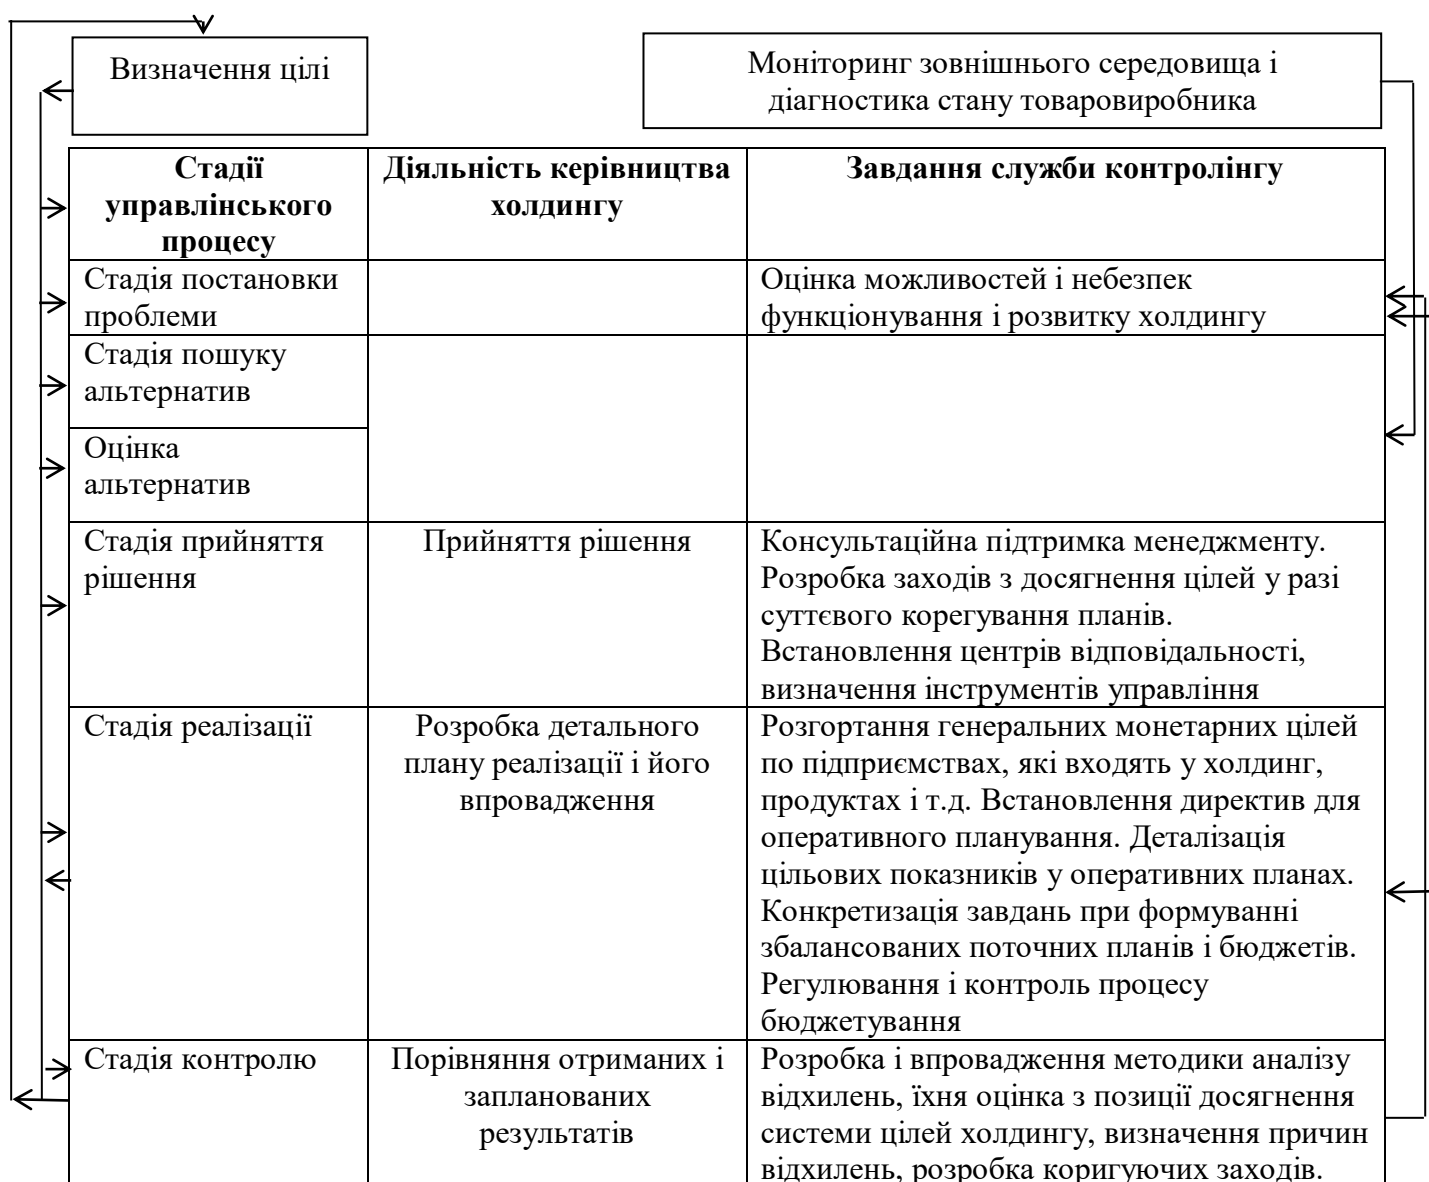 Визначення цілі
Моніторинг зовнішнього середовища і
діагностика стану товаровиробника
Стадії
управлінського
процесу
Діяльність керівництва
холдингу
Завдання служби контролінгу
Стадія постановки
проблеми
Оцінка можливостей і небезпек
функціонування і розвитку холдингу
Стадія пошуку
альтернатив
Оцінка
альтернатив
Стадія прийняття
рішення
Прийняття рішення
Консультаційна підтримка менеджменту.
Розробка заходів з досягнення цілей у разі
суттєвого корегування планів.
Встановлення центрів відповідальності,
визначення інструментів управління
Стадія реалізації
Розробка детального
плану реалізації і його
впровадження
Розгортання генеральних монетарних цілей
по підприємствах, які входять у холдинг,
продуктах і т.д. Встановлення директив для
оперативного планування. Деталізація
цільових показників у оперативних планах.
Конкретизація завдань при формуванні
збалансованих поточних планів і бюджетів.
Регулювання і контроль процесу
бюджетування
Стадія контролю
Порівняння отриманих і
запланованих
результатів
Розробка і впровадження методики аналізу
відхилень, їхня оцінка з позиції досягнення
системи цілей холдингу, визначення причин
відхилень, розробка коригуючих заходів.